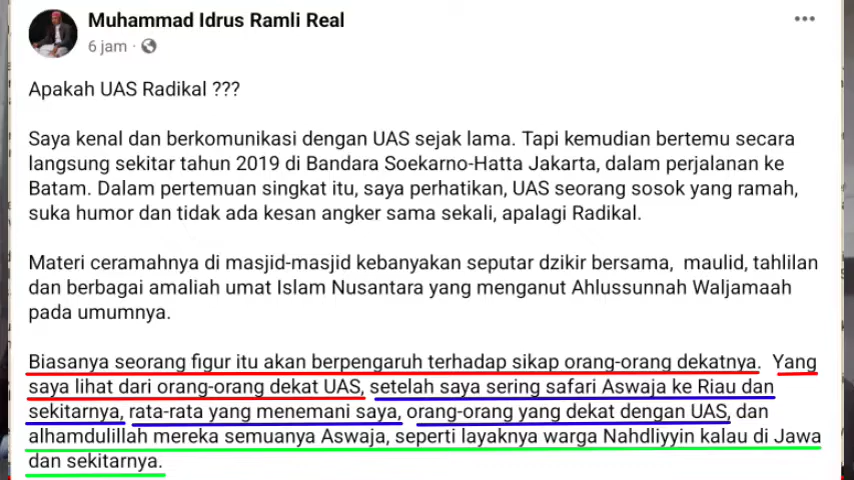 Muhammad Idrus Ramli Real
6 jam ·
Apakah UAS Radikal ???
Saya kenal dan berkomunikasi dengan UAS sejak lama. Tapi kemudian bertemu secara
langsung sekitar tahun 2019 di Bandara Soekarno-Hatta Jakarta, dalam perjalanan ke
Batam. Dalam pertemuan singkat itu, saya perhatikan, UAS seorang sosok yang ramah,
suka humor dan tidak ada kesan angker sama sekali, apalagi Radikal.
Materi ceramahnya di masjid-masjid kebanyakan seputar dzikir bersama,  maulid, tahlilan
dan berbagai amaliah umat Islam Nusantara yang menganut Ahlussunnah Waljamaah
pada umumnya.
Biasanya seorang figur itu akan berpengaruh terhadap sikap orang-orang dekatnya.  Yang
saya lihat dari orang-orang dekat UAS, setelah saya sering safari Aswaja ke Riau dan
sekitarnya, rata-rata yang menemani saya, orang-orang yang dekat dengan UAS, dan
alhamdulillah mereka semuanya Aswaja, seperti layaknya warga Nahdliyyin kalau di Jawa
dan sekitarnya.